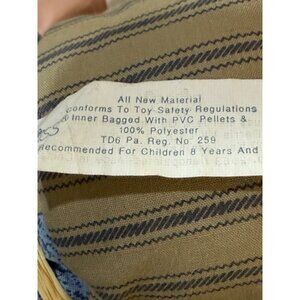 All New Material
Conforms To Toy Safety Regulations
Inner Bagged With PVC Pellets &
100% Polyester
TD6 Pa. Reg. No 259
Recommended For Children 8 Years And